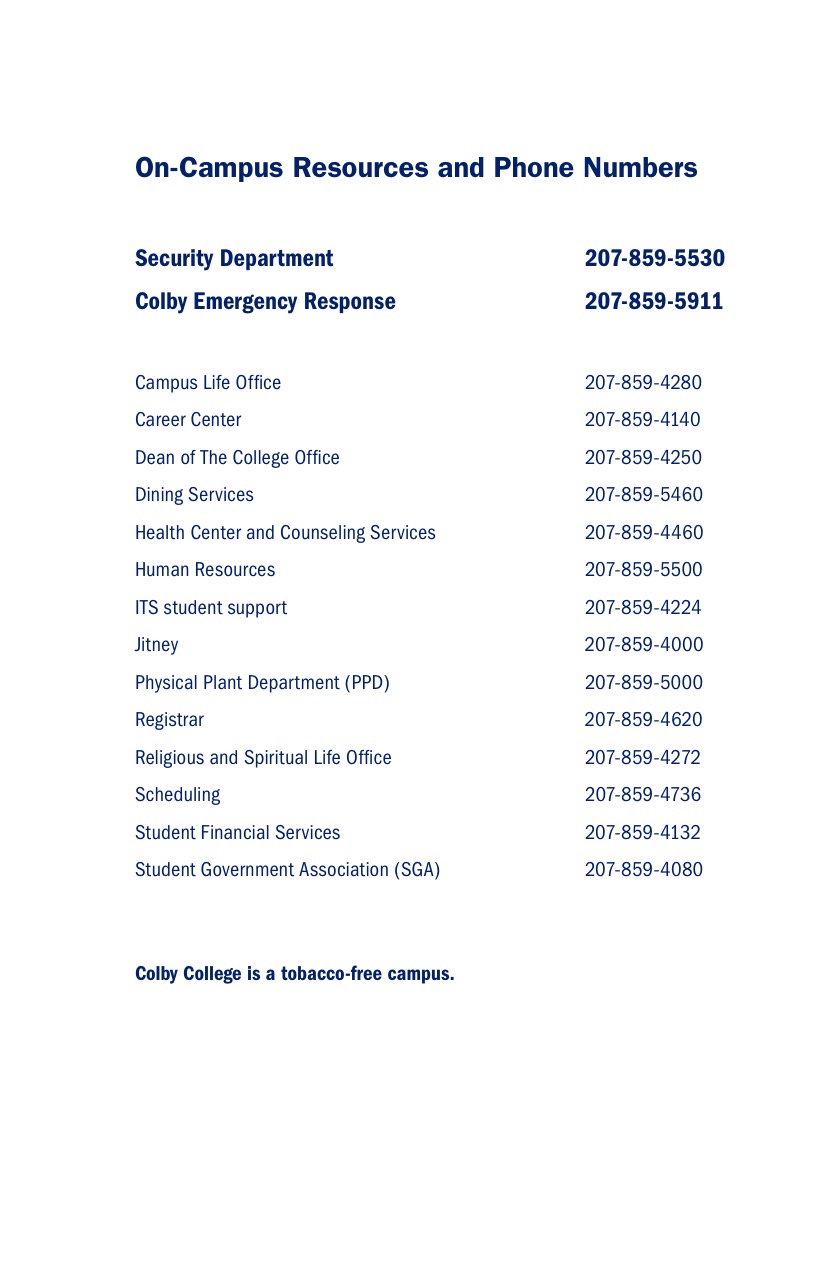 On-Campus Resources and Phone Numbers
Security Department 207-859-5530
Colby Emergency Response 207-859-5911
Campus Life Office 207-859-4280
Career Center 207-859-4140
Dean of The College Office 207-859-4250
Dining Services 207-859-5460
Health Center and Counseling Services 207-859-4460
Human Resources 207-859-5500
ITS student support 207-859-4224
Jitney 207-859-4000
Physical Plant Department (PPD) 207-859-5000
Registrar 207-859-4620
Religious and Spiritual Life Office 207-859-4272
Scheduling 207-859-4736
Student Financial Services 207-859-4132
Student Government Association (SGA) 207-859-4080
Colby College is a tobacco-free campus.